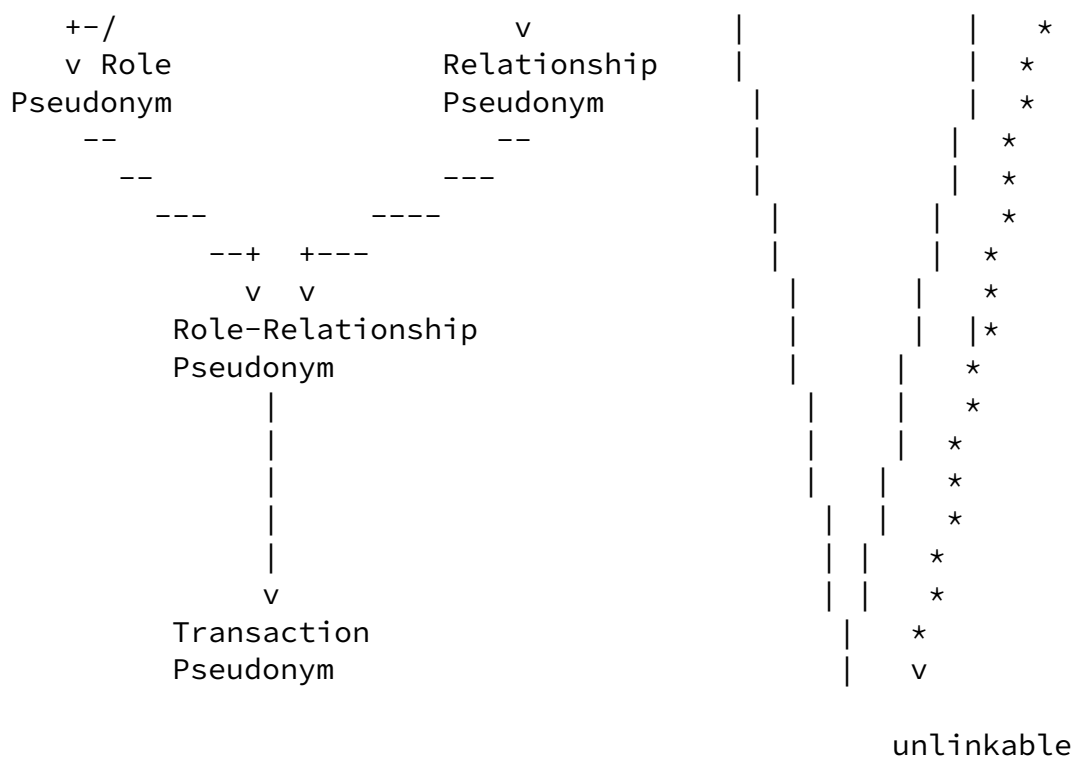 +-/                      v           |            |   *
   v Role               Relationship    |            |  *
Pseudonym               Pseudonym        |           |  *
    --                     --            |          |  *
      --                ---              |          |  *
        ---         ----                  |        |   *
           --+  +---                      |        |  *
             v  v                          |      |   *
         Role-Relationship                 |      |  |*
         Pseudonym                         |     |   *
              |                             |    |   *
              |                             |    |  *
              |                             |   |   *
              |                              |  |   *
              |                              | |   *
              v                              | |   *
         Transaction                          |   *
         Pseudonym                            |   v

                                                 unlinkable